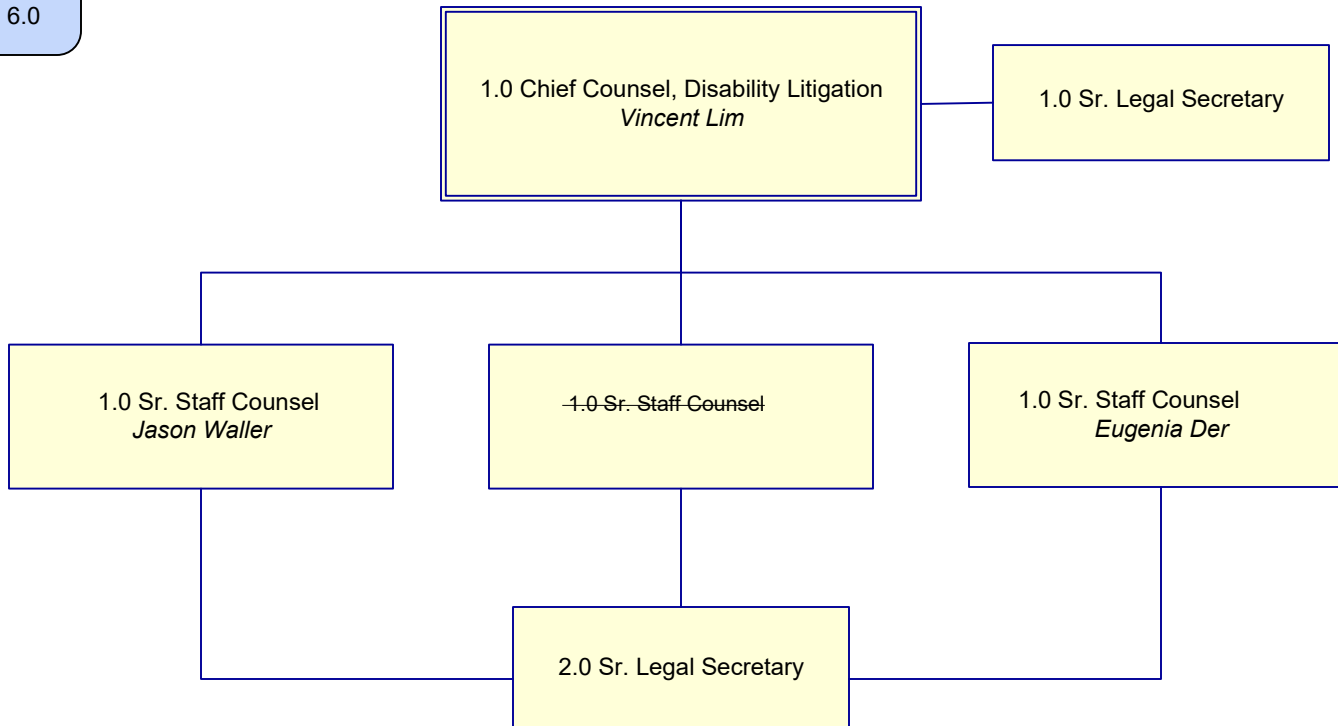 6.0
1.0 Chief Counsel, Disability Litigation
Vincent Lim
1.0 Sr. Legal Secretary
1.0 Sr. Staff Counsel
Jason Waller
1.0 Sr. Staff Counsel
1.0 Sr. Staff Counsel
Eugenia Der
2.0 Sr. Legal Secretary